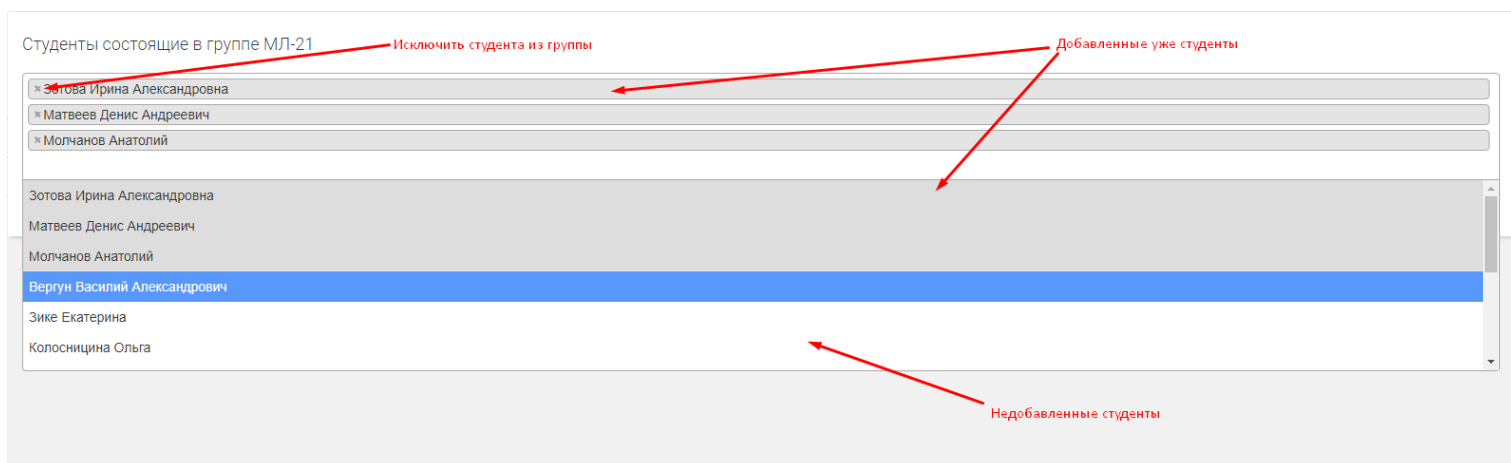 Студенты состоящие в группе МЛ-21
Исключить студента из группы
Добавленные уже студенты
× Зотова Ирина Александровна
× Матвеев Денис Андреевич
× Молчанов Анатолий
Зотова Ирина Александровна
Матвеев Денис Андреевич
Молчанов Анатолий
Вергун Василий Александрович
Зике Екатерина
Колосницина Ольга
Недобавленные студенты